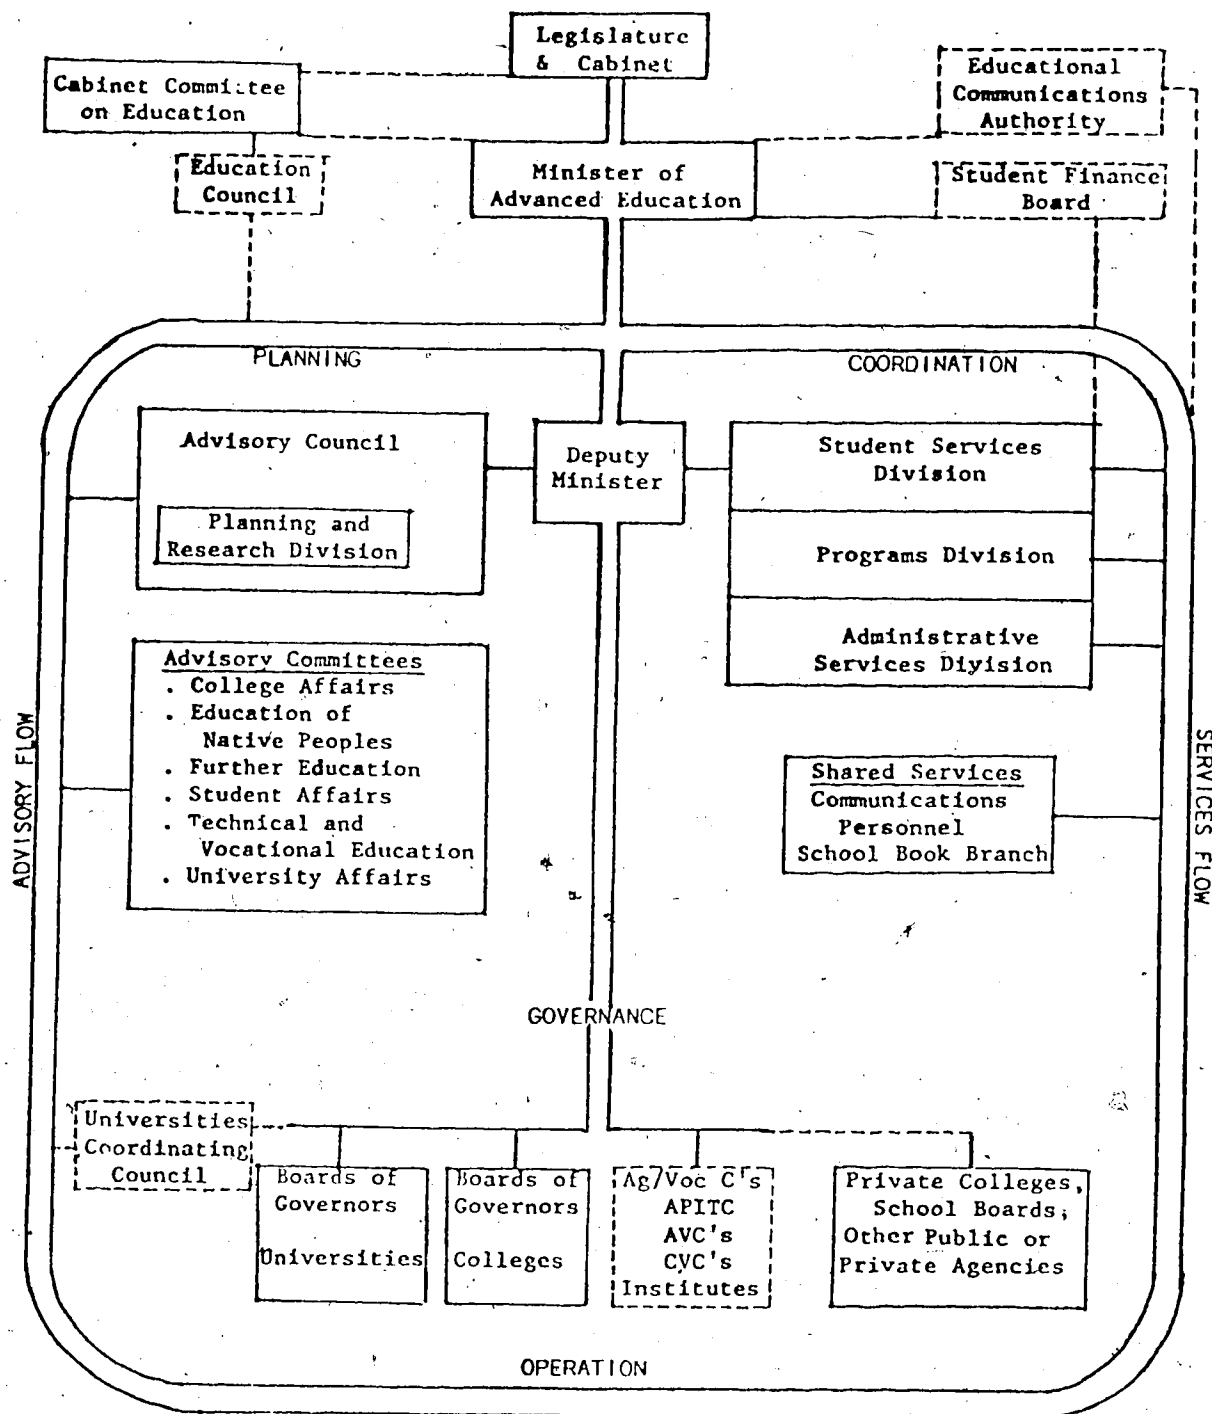 Legislature
& Cabinet
Cabinet Committee
on Education
Educational
Communications
Authority
Education
Council
Minister of
Advanced Education
Student Finance
Board
PLANNING
COORDINATION
Advisory Council
Planning and
Research Division
Deputy
Minister
Student Services
Division
Programs Division
Administrative
Services Division
Advisory Committees
. College Affairs
. Education of
Native Peoples
. Further Education
. Student Affairs
. Technical and
Vocational Education
. University Affairs
Shared Services
Communications
Personnel
School Book Branch
ADVISORY FLOW
SERVICES FLOW
GOVERNANCE
Universities
Coordinating
Council
Boards of
Governors
Universities
Boards of
Governors
Colleges
Ag/Voc C's
APITC
AVC's
CVC's
Institutes
Private Colleges,
School Boards,
Other Public or
Private Agencies
OPERATION